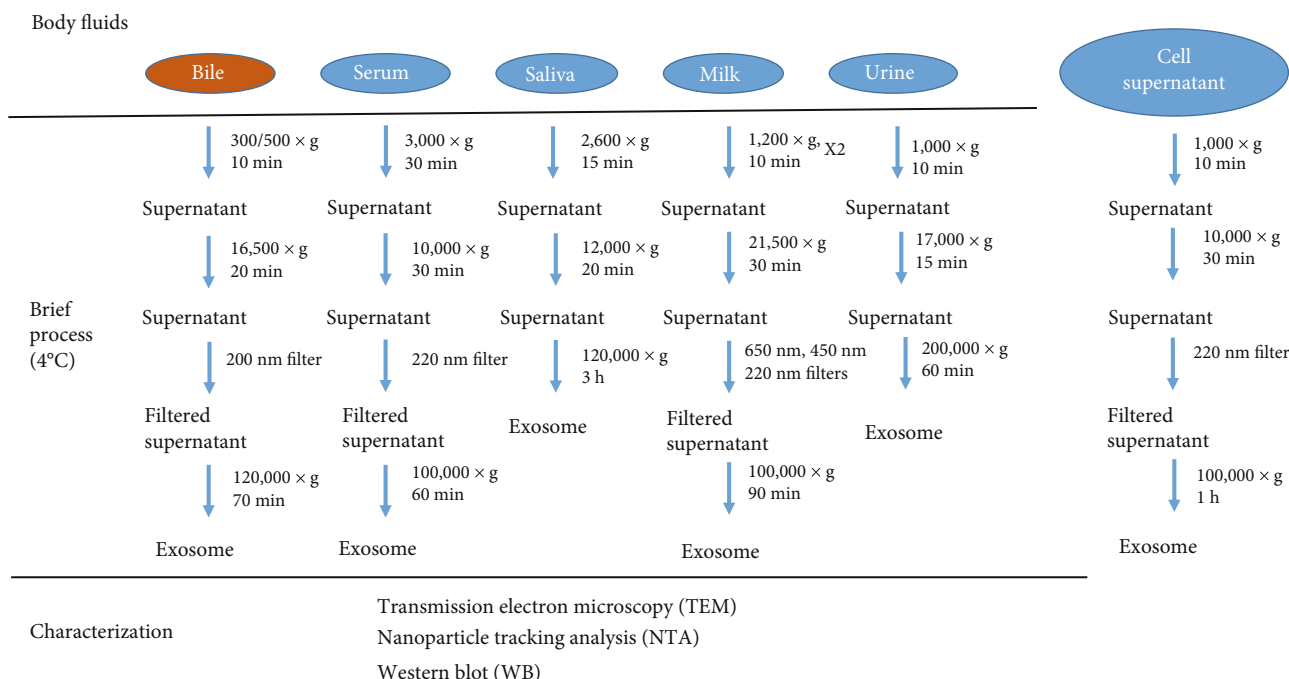 Body fluids
Bile
Serum
Saliva
Milk
Urine
Cell
supernatant
300/500 × g
10 min
3,000 × g
30 min
2,600 × g
15 min
1,200 × g, X2
10 min
1,000 × g
10 min
1,000 × g
10 min
Supernatant
Supernatant
Supernatant
Supernatant
Supernatant
Supernatant
16,500 × g
20 min
10,000 × g
30 min
12,000 × g
20 min
21,500 × g
30 min
17,000 × g
15 min
10,000 × g
30 min
Brief
process
(4°C)
Supernatant
Supernatant
Supernatant
Supernatant
Supernatant
Supernatant
200 nm filter
220 nm filter
120,000 × g
3 h
650 nm, 450 nm
220 nm filters
200,000 × g
60 min
220 nm filter
Filtered
supernatant
Filtered
supernatant
Exosome
Filtered
supernatant
Exosome
Filtered
supernatant
120,000 × g
70 min
100,000 × g
60 min
100,000 × g
90 min
100,000 × g
1 h
Exosome
Exosome
Exosome
Exosome
Characterization
Transmission electron microscopy (TEM)
Nanoparticle tracking analysis (NTA)
Western blot (WB)